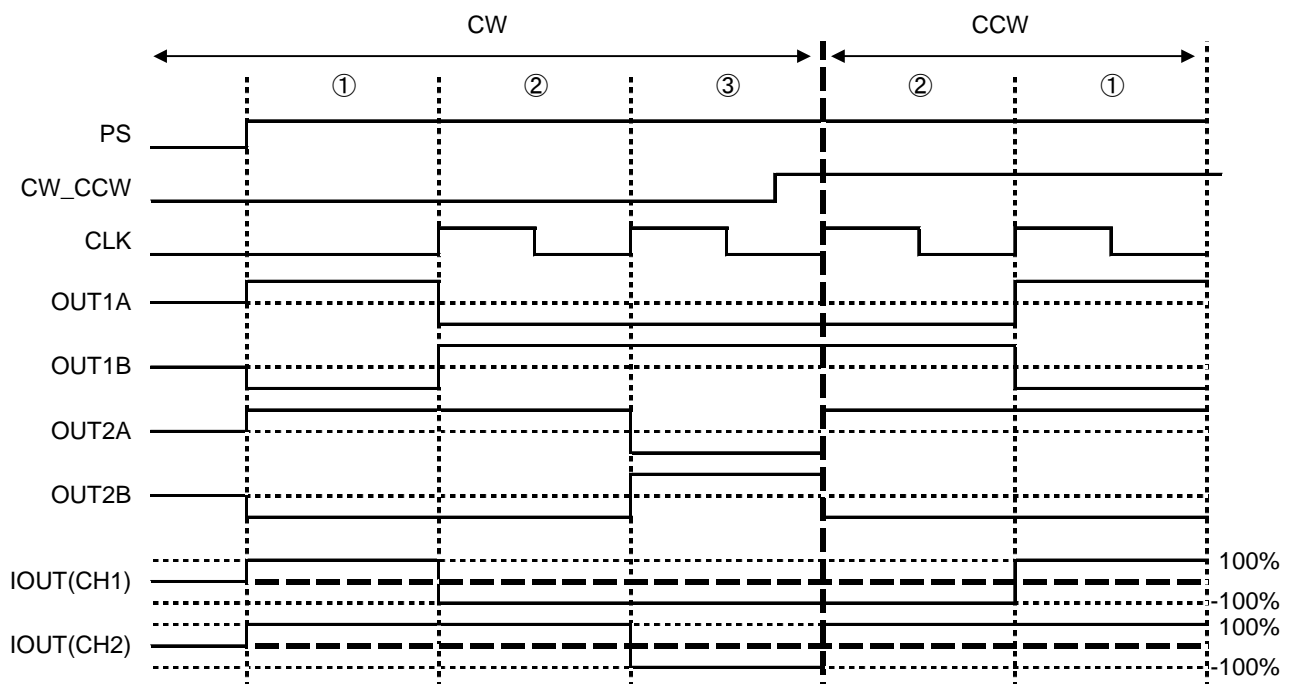 CW CCW
① ② ③ ② ①
PS
CW_CCW
CLK
OUT1A
OUT1B
OUT2A
OUT2B
IOUT(CH1)
100%
-100%
IOUT(CH2)
100%
-100%